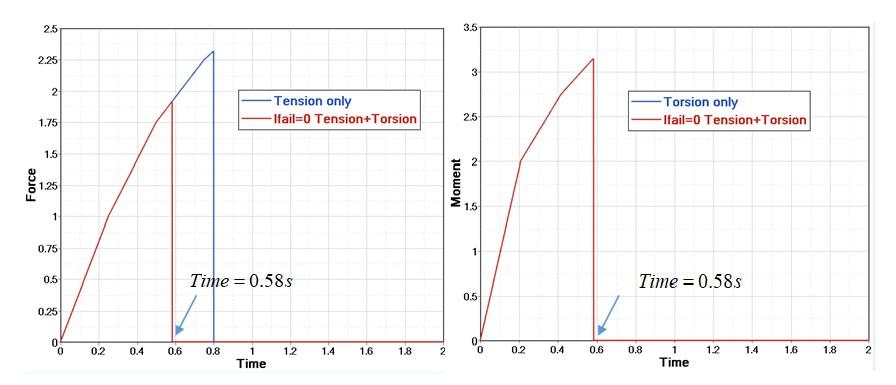 2.5
2.25
2
1.75
1.5
1.25
1
0.75
0.5
0.25
0
Force
Tension only
Ifail=0 Tension+Torsion
Time = 0.58s
0 0.2 0.4 0.6 0.8 1 1.2 1.4 1.6 1.8 2
Time
3.5
3
2.5
2
1.5
1
0.5
0
Moment
Torsion only
Ifail=0 Tension+Torsion
Time = 0.58s
0 0.2 0.4 0.6 0.8 1 1.2 1.4 1.6 1.8 2
Time